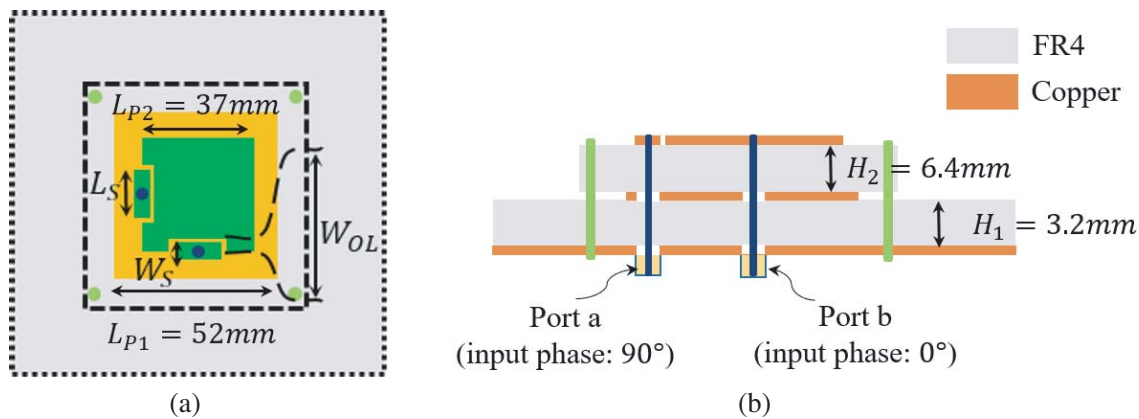 L_{P2} = 37mm
L_S
W_{OL}
W_S
L_{P1} = 52mm
(a)
FR4
Copper
H_2 = 6.4mm
H_1 = 3.2mm
Port a
(input phase: 90°)
Port b
(input phase: 0°)
(b)